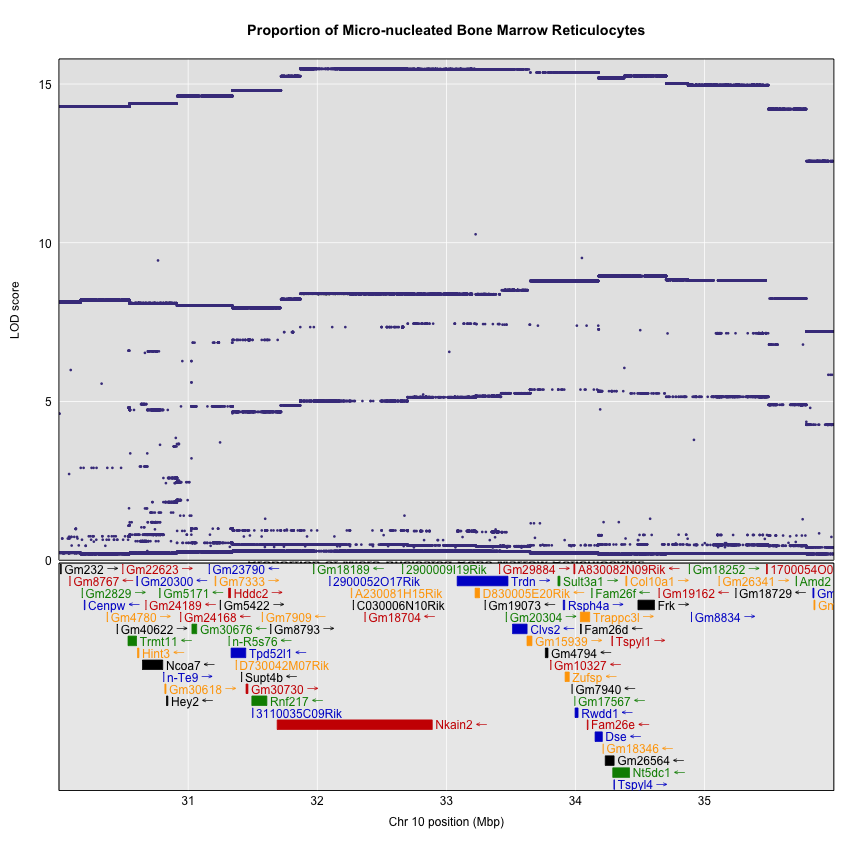 Proportion of Micro-nucleated Bone Marrow Reticulocytes
15
10
5
0
LOD score
Gm232 → Gm22623 → Gm23790 ← Gm18189 ← 2900009I19Rik Gm29884 → A830082N09Rik ← Gm18252 → 1700054O0
Gm8767 ← Gm20300 → Gm7333 → 2900052O17Rik Trdn → Sult3a1 ← Col10a1 ← Gm26341 → Amd2
Gm2829 → Gm5171 ← Hddc2 → A230081H15Rik D830005E20Rik ← Fam26f ← Gm19162 ← Gm18729 → Gm
Cenpw ← Gm24189 ← Gm5422 → C030006N10Rik Gm19073 → Rsph4a → Frk → Gm
Gm4780 → Gm24168 ← Gm7909 ← Gm18704 ← Gm20304 → Trappc3l ← Gm8834 →
Gm40622 → Gm30676 ← Gm8793 → Clvs2 ← Fam26d →
Trmt11 ← n-R5s76 ← Gm15939 → Tspyl1 ←
Hint3 ← Tpd52l1 ← Gm4794 ←
Ncoa7 ← D730042M07Rik Gm10327 ←
n-Te9 → Supt4b ← Zufsp ←
Gm30618 → Gm30730 → Gm7940 ←
Hey2 ← Rnf217 ← Gm17567 ←
3110035C09Rik Rwdd1 ←
Nkain2 ← Fam26e ←
Dse ←
Gm18346 ←
Gm26564 →
Nt5dc1 ←
Tspyl4 →
31 32 33 34 35
Chr 10 position (Mbp)